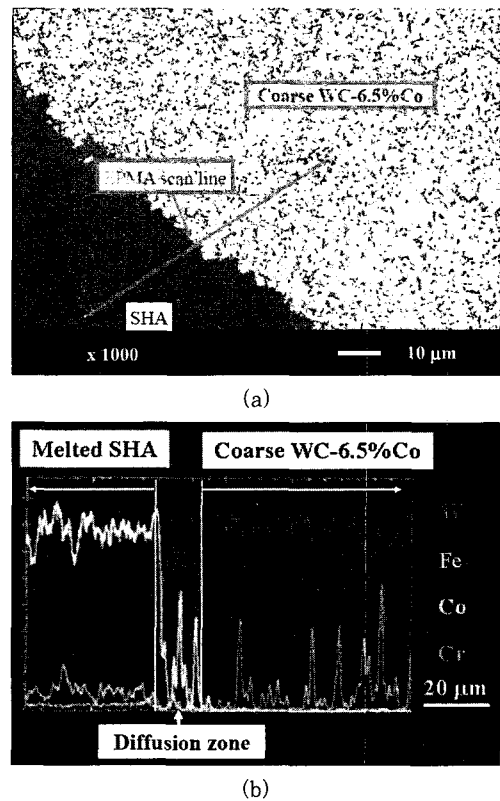 Coarse WC-6.5%Co
EPMA scan line
SHA
x 1000
10 μm
(a)
Melted SHA
Coarse WC-6.5%Co
W
Fe
Co
Cr
20 μm
Diffusion zone
(b)